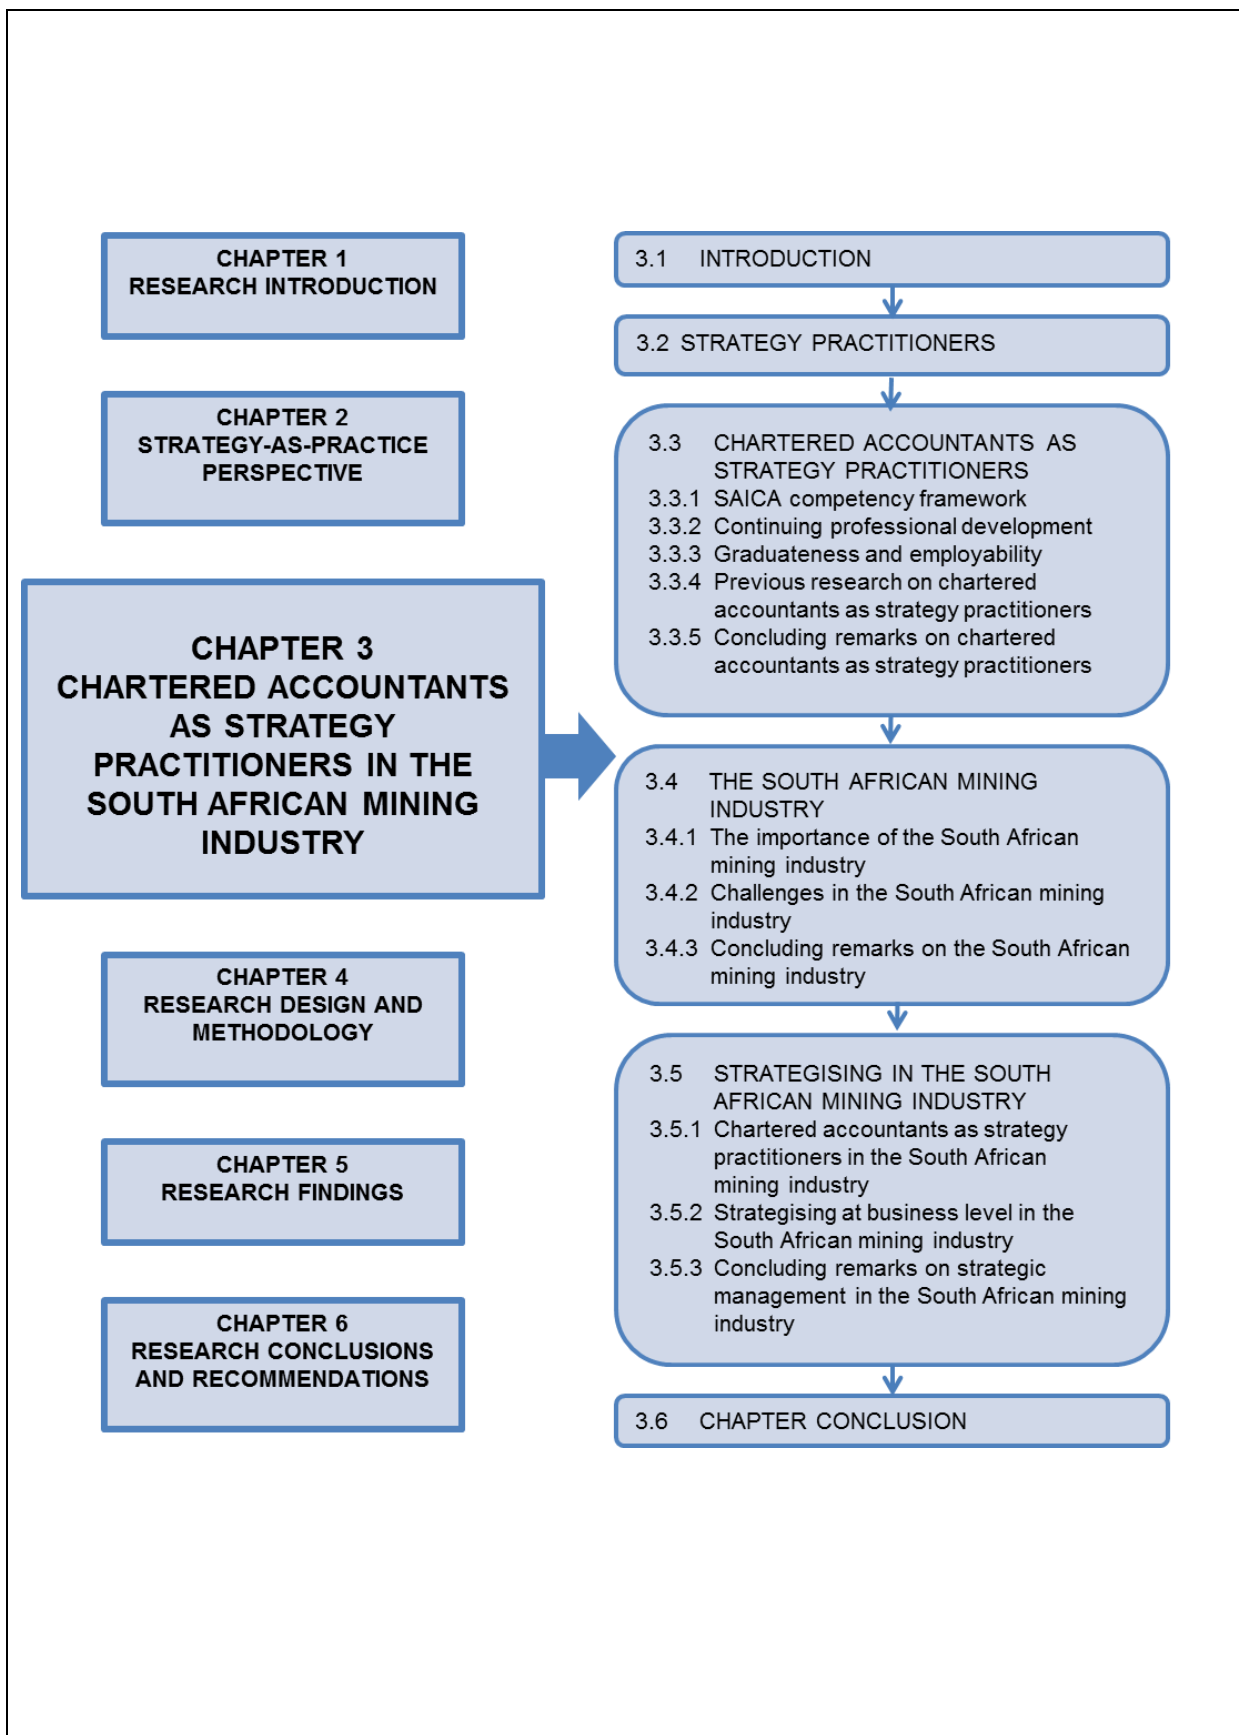 CHAPTER 1
RESEARCH INTRODUCTION
CHAPTER 2
STRATEGY-AS-PRACTICE
PERSPECTIVE
CHAPTER 3
CHARTERED ACCOUNTANTS
AS STRATEGY
PRACTITIONERS IN THE
SOUTH AFRICAN MINING
INDUSTRY
CHAPTER 4
RESEARCH DESIGN AND
METHODOLOGY
CHAPTER 5
RESEARCH FINDINGS
CHAPTER 6
RESEARCH CONCLUSIONS
AND RECOMMENDATIONS
3.1 INTRODUCTION
3.2 STRATEGY PRACTITIONERS
3.3 CHARTERED ACCOUNTANTS AS
STRATEGY PRACTITIONERS
3.3.1 SAICA competency framework
3.3.2 Continuing professional development
3.3.3 Graduateness and employability
3.3.4 Previous research on chartered
accountants as strategy practitioners
3.3.5 Concluding remarks on chartered
accountants as strategy practitioners
3.4 THE SOUTH AFRICAN MINING
INDUSTRY
3.4.1 The importance of the South African
mining industry
3.4.2 Challenges in the South African mining
industry
3.4.3 Concluding remarks on the South African
mining industry
3.5 STRATEGISING IN THE SOUTH
AFRICAN MINING INDUSTRY
3.5.1 Chartered accountants as strategy
practitioners in the South African
mining industry
3.5.2 Strategising at business level in the
South African mining industry
3.5.3 Concluding remarks on strategic
management in the South African mining
industry
3.6 CHAPTER CONCLUSION